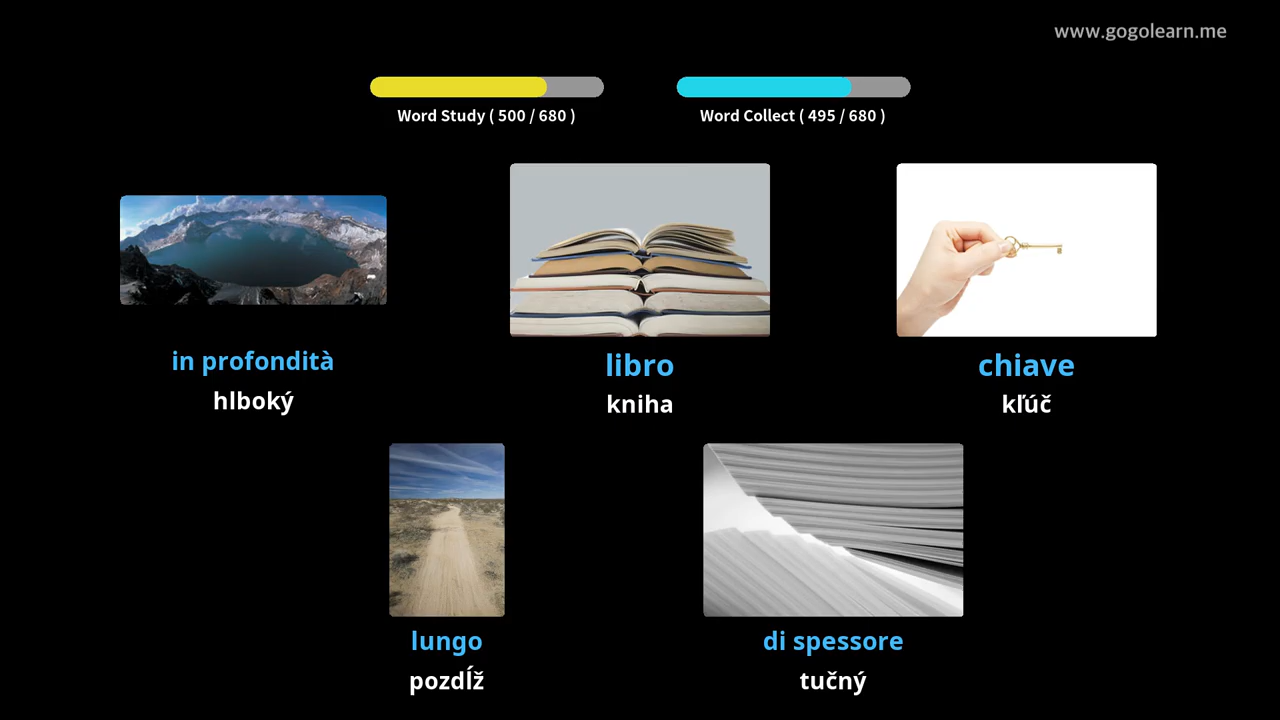 www.gogolearn.me
Word Study ( 500 / 680 )
Word Collect ( 495 / 680 )
in profondità
hlboký
libro
kniha
chiave
kľúč
lungo
pozdĺž
di spessore
tučný